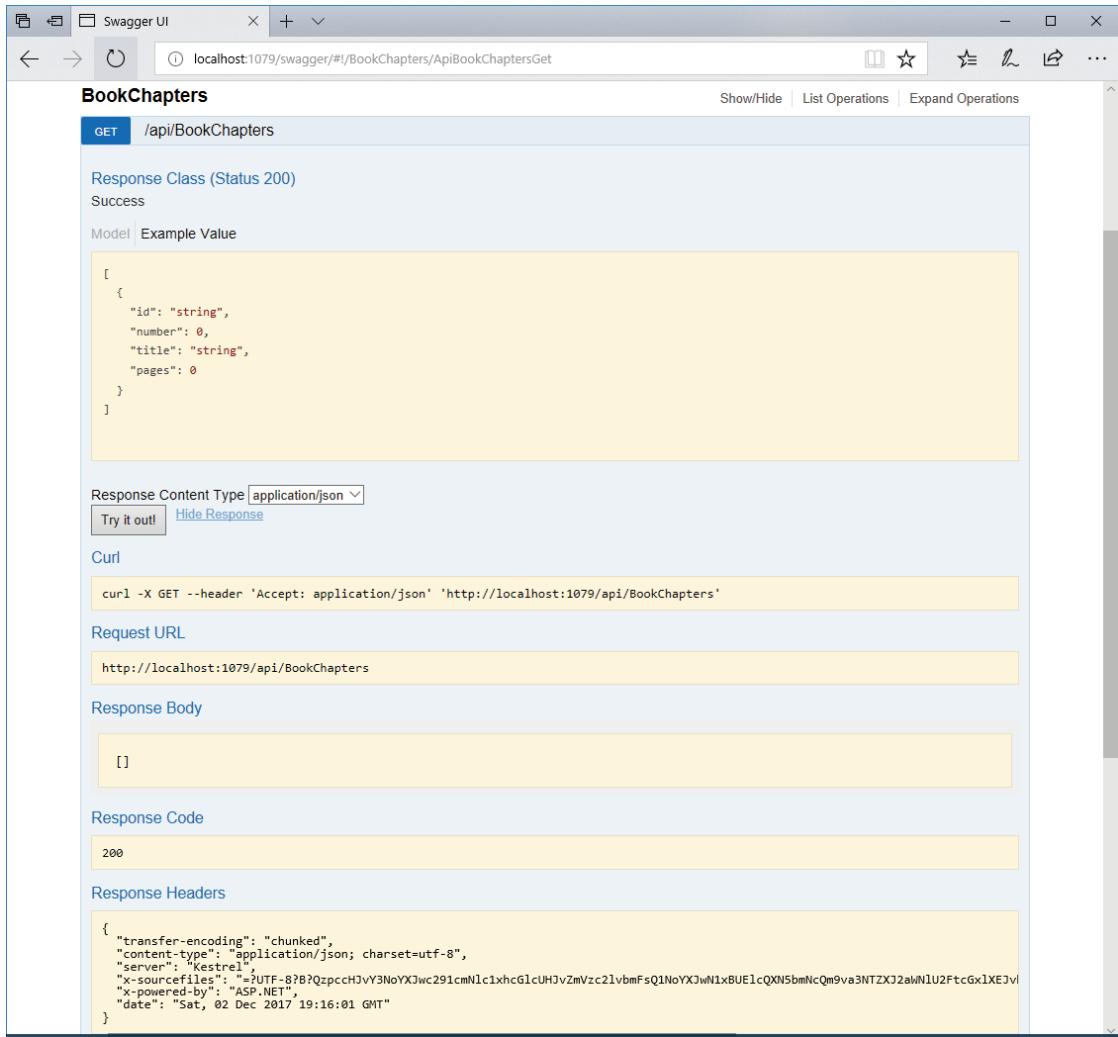 Swagger UI
localhost:1079/swagger/#!/BookChapters/ApiBookChaptersGet
BookChapters
Show/Hide
List Operations
Expand Operations
GET
/api/BookChapters
Response Class (Status 200)
Success
Model
Example Value
[
{
"id": "string",
"number": 0,
"title": "string",
"pages": 0
}
]
Response Content Type application/json
Try it out!
Hide Response
Curl
curl -X GET --header 'Accept: application/json' 'http://localhost:1079/api/BookChapters'
Request URL
http://localhost:1079/api/BookChapters
Response Body
[]
Response Code
200
Response Headers
{
"transfer-encoding": "chunked",
"content-type": "application/json; charset=utf-8",
"server": "Kestrel",
"x-sourcefiles":
"x-powered-by": "ASP.NET",
"date": "Sat, 02 Dec 2017 19:16:01 GMT"
}